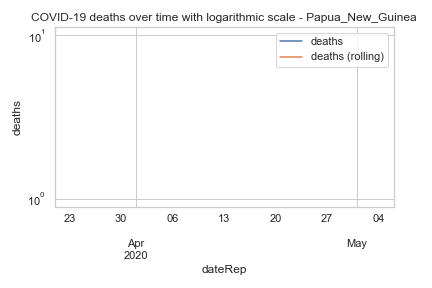 COVID-19 deaths over time with logarithmic scale - Papua_New_Guinea
10¹
deaths
deaths (rolling)
deaths
10⁰
23 30 06 13 20 27 04
Apr May
2020
dateRep